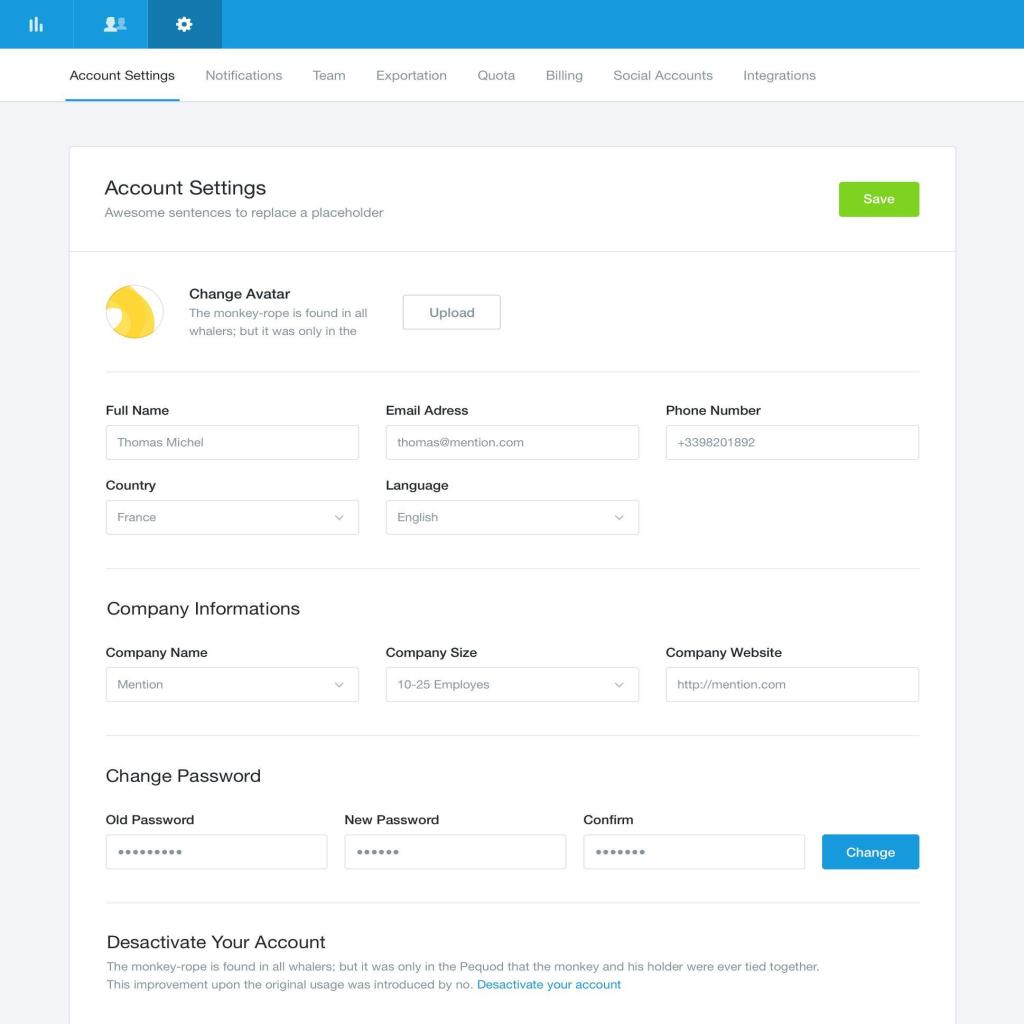 Account Settings Notifications Team Exportation Quota Billing Social Accounts Integrations
Account Settings
Awesome sentences to replace a placeholder
Save
Change Avatar
The monkey-rope is found in all
whalers; but it was only in the
Upload
Full Name Email Adress Phone Number
Thomas Michel thomas@mention.com +3398201892
Country Language
France English
Company Informations
Company Name Company Size Company Website
Mention 10-25 Employes http://mention.com
Change Password
Old Password New Password Confirm
••••••••• •••••• ••••••• Change
Desactivate Your Account
The monkey-rope is found in all whalers; but it was only in the Pequod that the monkey and his holder were ever tied together.
This improvement upon the original usage was introduced by no. Desactivate your account